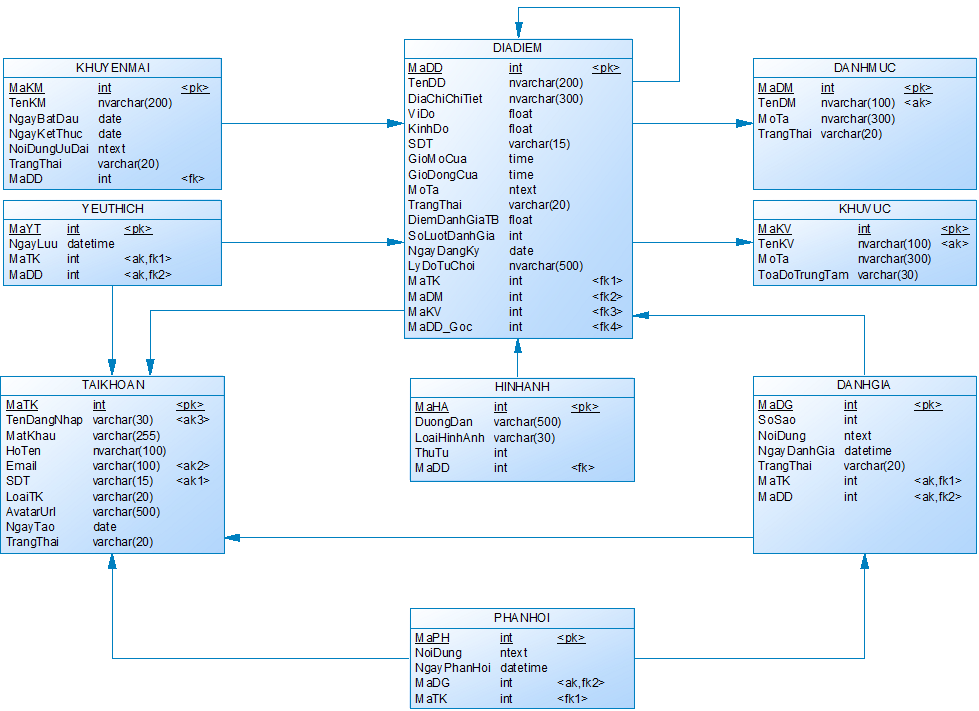 KHUYENMAI
MaKM int <pk>
TenKM nvarchar(200)
NgayBatDau date
NgayKetThuc date
NoiDungUuDai ntext
TrangThai varchar(20)
MaDD int <fk>
YEUTHICH
MaYT int <pk>
NgayLuu datetime
MaTK int <ak,fk1>
MaDD int <ak,fk2>
DIADIEM
MaDD int <pk>
TenDD nvarchar(200)
DiaChiChiTiet nvarchar(300)
ViDo float
KinhDo float
SDT varchar(15)
GioMoCua time
GioDongCua time
MoTa ntext
TrangThai varchar(20)
DiemDanhGiaTB float
SoLuotDanhGia int
NgayDangKy date
LyDoTuChoi nvarchar(500)
MaTK int <fk1>
MaDM int <fk2>
MaKV int <fk3>
MaDD_Goc int <fk4>
DANHMUC
MaDM int <pk>
TenDM nvarchar(100) <ak>
MoTa nvarchar(300)
TrangThai varchar(20)
KHUVUC
MaKV int <pk>
TenKV nvarchar(100) <ak>
MoTa nvarchar(300)
ToaDoTrungTam varchar(30)
TAIKHOAN
MaTK int <pk>
TenDangNhap varchar(30) <ak3>
MatKhau varchar(255)
HoTen nvarchar(100)
Email varchar(100) <ak2>
SDT varchar(15) <ak1>
LoaiTK varchar(20)
AvatarUrl varchar(500)
NgayTao date
TrangThai varchar(20)
HINHANH
MaHA int <pk>
DuongDan varchar(500)
LoaiHinhAnh varchar(30)
ThuTu int
MaDD int <fk>
DANHGIA
MaDG int <pk>
SoSao int
NoiDung ntext
NgayDanhGia datetime
TrangThai varchar(20)
MaTK int <ak,fk1>
MaDD int <ak,fk2>
PHANHOI
MaPH int <pk>
NoiDung ntext
NgayPhanHoi datetime
MaDG int <ak,fk2>
MaTK int <fk1>